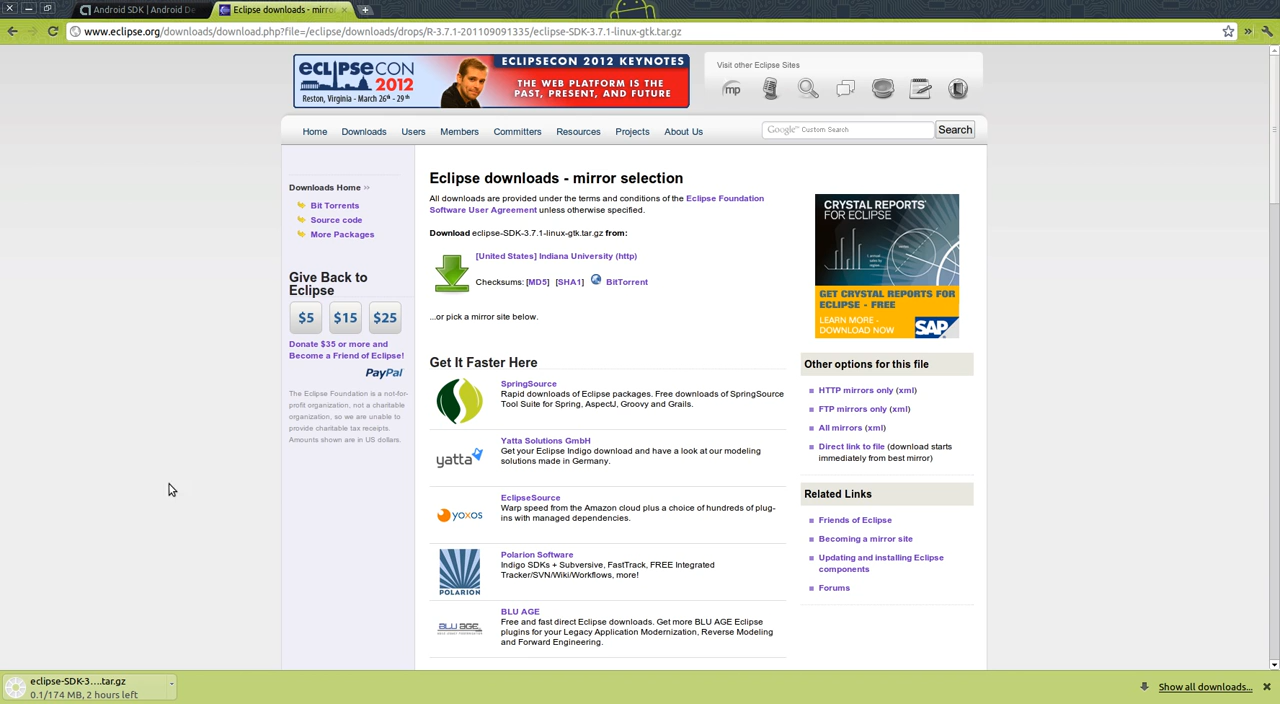 Android SDK | Android De
Eclipse downloads - mirro
www.eclipse.org/downloads/download.php?file=/eclipse/downloads/drops/R-3.7.1-201109091335/eclipse-SDK-3.7.1-linux-gtk.tar.gz
eclipseCON
2012
Reston, Virginia - March 26th - 29th
ECLIPSECON 2012 KEYNOTES
THE WEB PLATFORM IS THE
PAST, PRESENT, AND FUTURE
Visit other Eclipse Sites
mp
Home Downloads Users Members Committers Resources Projects About Us
Google™ Custom Search
Search
Downloads Home >>
Bit Torrents
Source code
More Packages
Give Back to
Eclipse
$5 $15 $25
Donate $35 or more and
Become a Friend of Eclipse!
PayPal
The Eclipse Foundation is a not-for-
profit organization, not a charitable
organization, so we are unable to
provide charitable tax receipts.
Amounts shown are in US dollars.
Eclipse downloads - mirror selection
All downloads are provided under the terms and conditions of the Eclipse Foundation
Software User Agreement unless otherwise specified.
Download eclipse-SDK-3.7.1-linux-gtk.tar.gz from:
[United States] Indiana University (http)
Checksums: [MD5] [SHA1] BitTorrent
...or pick a mirror site below.
Get It Faster Here
SpringSource
Rapid downloads of Eclipse packages. Free downloads of SpringSource
Tool Suite for Spring, AspectJ, Groovy and Grails.
yatta
Yatta Solutions GmbH
Get your Eclipse Indigo download and have a look at our modeling
solutions made in Germany.
yoxos
EclipseSource
Warp speed from the Amazon cloud plus a choice of hundreds of plug-
ins with managed dependencies.
POLARION
Polarion Software
Indigo SDKs + Subversive, FastTrack, FREE Integrated
Tracker/SVN/Wiki/Workflows, more!
BLU AGE
BLU AGE
Free and fast direct Eclipse downloads. Get more BLU AGE Eclipse
plugins for your Legacy Application Modernization, Reverse Modeling
and Forward Engineering.
CRYSTAL REPORTS®
FOR ECLIPSE
GET CRYSTAL REPORTS FOR
ECLIPSE - FREE
LEARN MORE -
DOWNLOAD NOW
SAP
Other options for this file
HTTP mirrors only (xml)
FTP mirrors only (xml)
All mirrors (xml)
Direct link to file (download starts
immediately from best mirror)
Related Links
Friends of Eclipse
Becoming a mirror site
Updating and installing Eclipse
components
Forums
eclipse-SDK-3....tar.gz
0.1/174 MB, 2 hours left
Show all downloads...